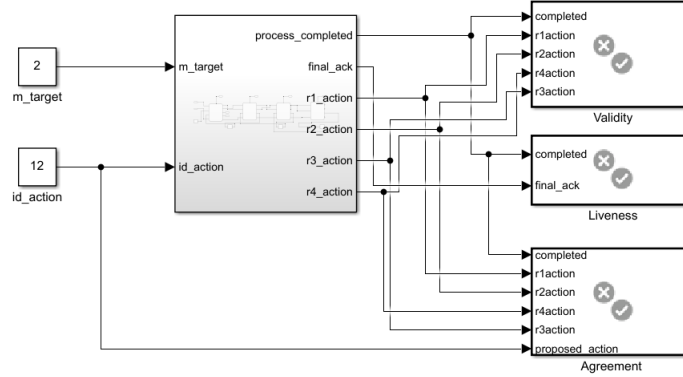 2
m_target
12
id_action
m_target
id_action
process_completed
final_ack
r1_action
r2_action
r3_action
r4_action
completed
r1action
r2action
r4action
r3action
Validity
completed
final_ack
Liveness
completed
r1action
r2action
r4action
r3action
proposed_action
Agreement